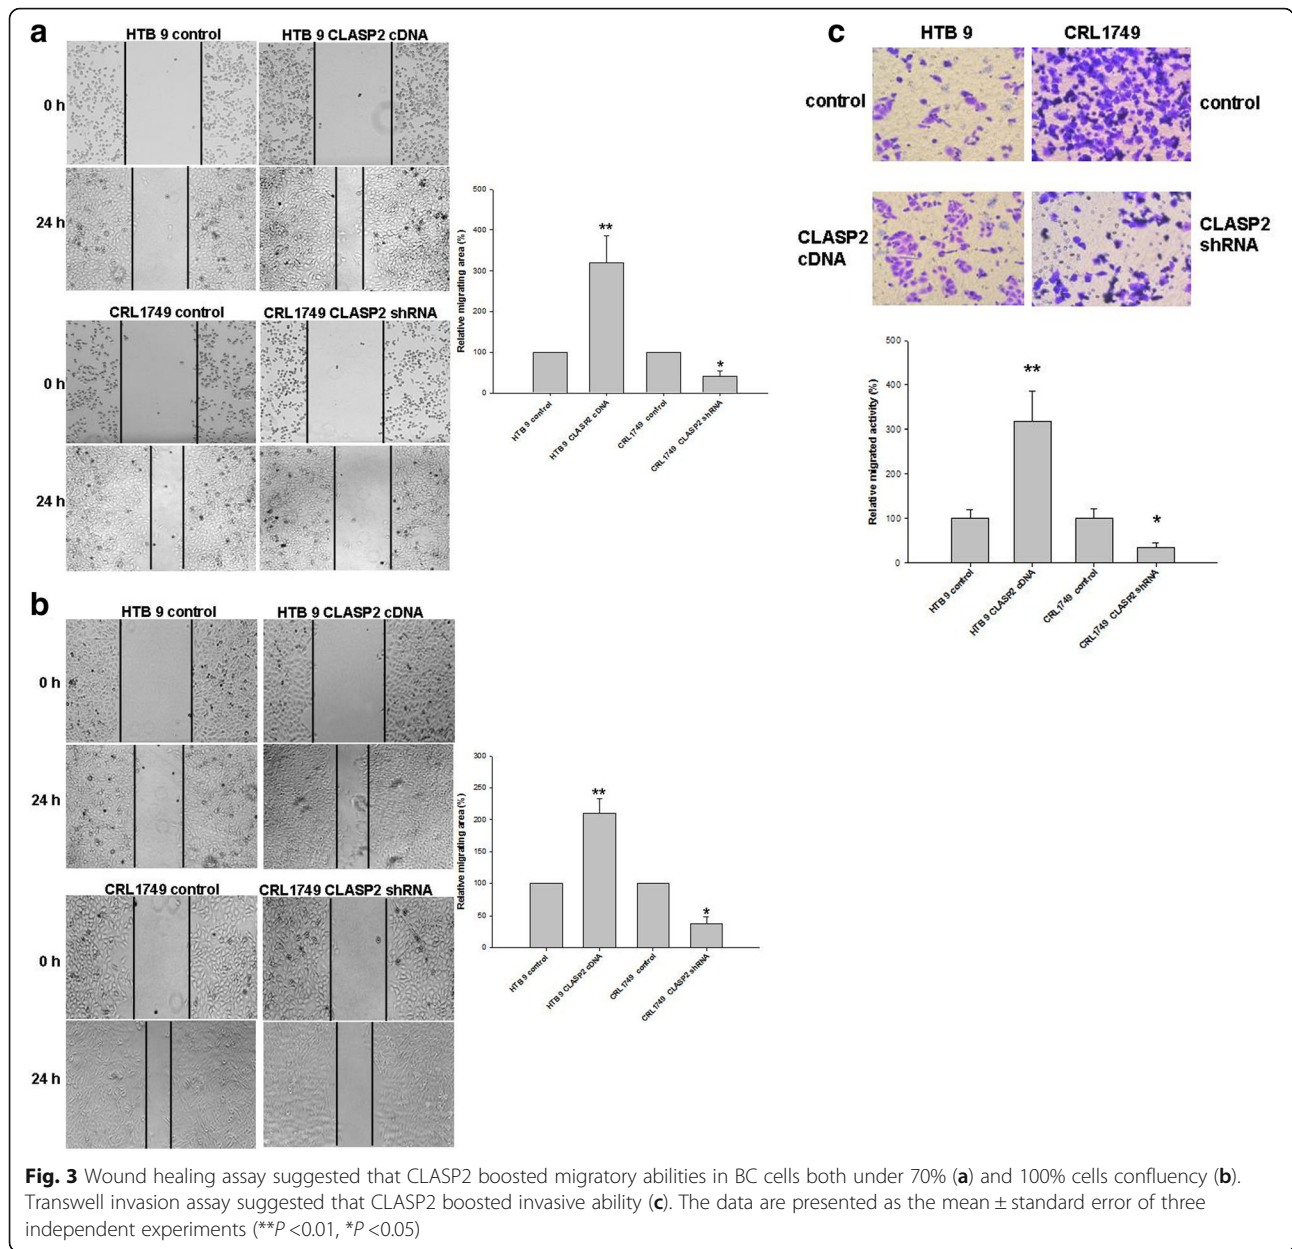 a
HTB 9 control HTB 9 CLASP2 cDNA
0 h
24 h
CRL1749 control CRL1749 CLASP2 shRNA
0 h
24 h
Relative migrating area (%)
500
400
300
200
100
0
**
*
HTB 9 control
HTB 9 CLASP2 cDNA
CRL1749 control
CRL1749 CLASP2 shRNA
b
HTB 9 control HTB 9 CLASP2 cDNA
0 h
24 h
CRL1749 control CRL1749 CLASP2 shRNA
0 h
24 h
Relative migrating area (%)
300
250
200
150
100
50
0
**
*
HTB 9 control
HTB 9 CLASP2 cDNA
CRL1749 control
CRL1749 CLASP2 shRNA
c
HTB 9 CRL1749
control control
CLASP2
cDNA
CLASP2
shRNA
Relative migrated activity (%)
500
400
300
200
100
0
**
*
HTB 9 control
HTB 9 CLASP2 cDNA
CRL1749 control
CRL1749 CLASP2 shRNA
Fig. 3 Wound healing assay suggested that CLASP2 boosted migratory abilities in BC cells both under 70% (a) and 100% cells confluency (b).
Transwell invasion assay suggested that CLASP2 boosted invasive ability (c). The data are presented as the mean ± standard error of three
independent experiments (**P <0.01, *P <0.05)